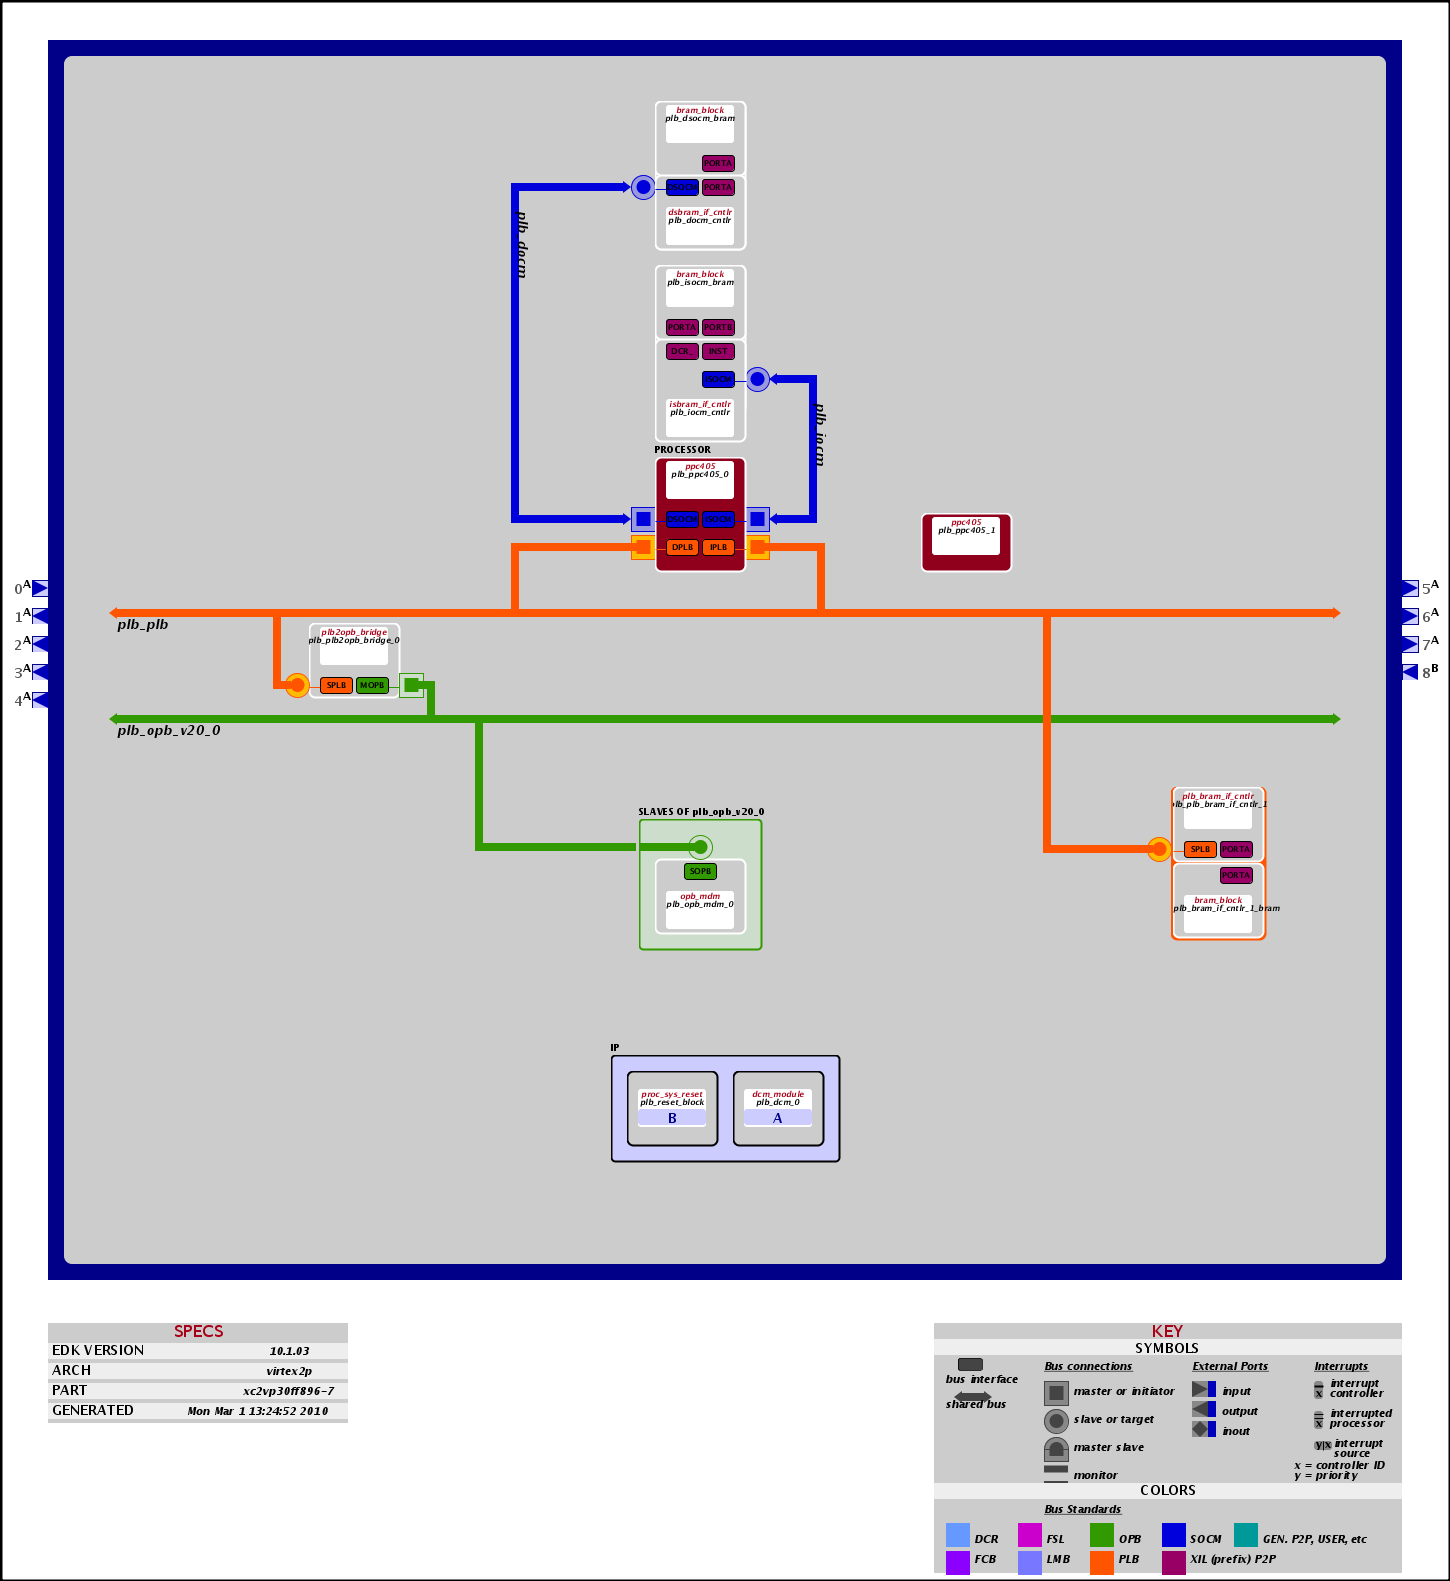 bram_block
plb_dsocm_bram
PORTA
DSOCM PORTA
dsbram_if_cntlr
plb_docm_cntlr
plb_docm
bram_block
plb_isocm_bram
PORTA PORTB
DCR_ INST
ISOCM
isbram_if_cntlr
plb_iocm_cntlr
plb_iocm
PROCESSOR
ppc405
plb_ppc405_0
DSOCM ISOCM
DPLB IPLB
ppc405
plb_ppc405_1
0A
1A
2A
3A
4A
5A
6A
7A
8B
plb_plb
plb2opb_bridge
plb_plb2opb_bridge_0
SPLB MOPB
plb_opb_v20_0
SLAVES OF plb_opb_v20_0
SOPB
opb_mdm
plb_opb_mdm_0
plb_bram_if_cntlr
plb_plb_bram_if_cntlr_1
SPLB PORTA
PORTA
bram_block
plb_bram_if_cntlr_1_bram
IP
proc_sys_reset
plb_reset_block
B
dcm_module
plb_dcm_0
A
SPECS
EDK VERSION 10.1.03
ARCH virtex2p
PART xc2vp30ff896-7
GENERATED Mon Mar 1 13:24:52 2010
KEY
SYMBOLS
bus interface
shared bus
Bus connections
master or initiator
slave or target
master slave
monitor
External Ports
input
output
inout
Interrupts
x
interrupt
controller
x
interrupted
processor
y|x
interrupt
source
x = controller ID
y = priority
COLORS
Bus Standards
DCR FSL OPB SOCM GEN. P2P, USER, etc
FCB LMB PLB XIL (prefix) P2P